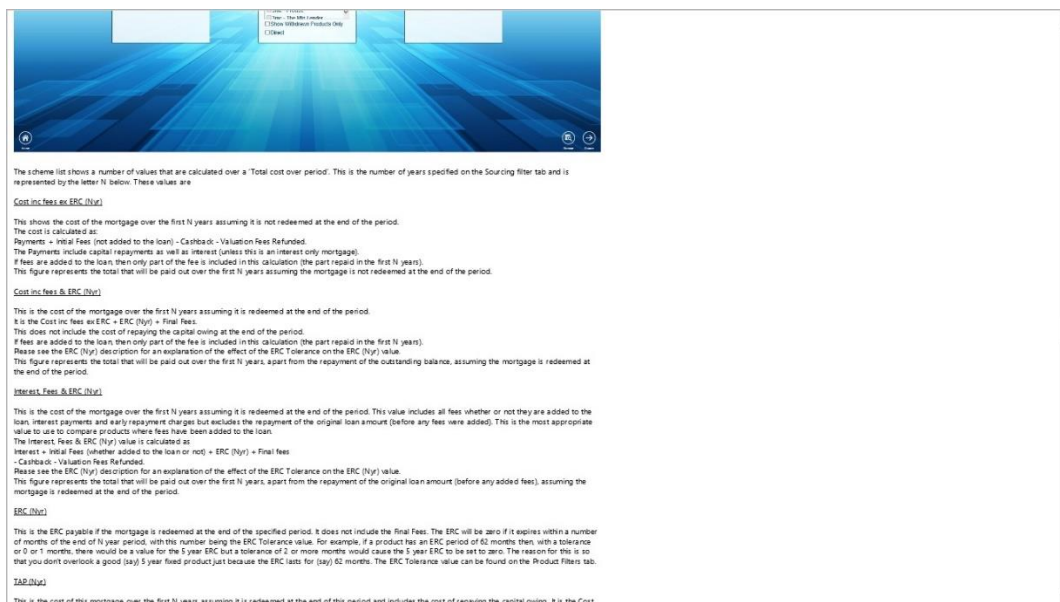 The Mtg Lender
Show Withdrawn Products Only
Direct
The scheme list shows a number of values that are calculated over a 'Total cost over period'. This is the number of years specified on the Sourcing filter tab and is
represented by the letter N below. These values are
Cost inc fees ex ERC (Nyr)
This shows the cost of the mortgage over the first N years assuming it is not redeemed at the end of the period.
The cost is calculated as:
Payments + Initial Fees (not added to the loan) - Cashback - Valuation Fees Refunded.
The Payments include capital repayments as well as interest (unless this is an interest only mortgage).
If fees are added to the loan, then only part of the fee is included in this calculation (the part repaid in the first N years).
This figure represents the total that will be paid out over the first N years assuming the mortgage is not redeemed at the end of the period.
Cost inc fees & ERC (Nyr)
This is the cost of the mortgage over the first N years assuming it is redeemed at the end of the period.
It is the Cost inc fees ex ERC + ERC (Nyr) + Final Fees.
This does not include the cost of repaying the capital owing at the end of the period.
If fees are added to the loan, then only part of the fee is included in this calculation (the part repaid in the first N years).
Please see the ERC (Nyr) description for an explanation of the effect of the ERC Tolerance on the ERC (Nyr) value.
This figure represents the total that will be paid out over the first N years, apart from the repayment of the outstanding balance, assuming the mortgage is redeemed at
the end of the period.
Interest, Fees & ERC (Nyr)
This is the cost of the mortgage over the first N years assuming it is redeemed at the end of the period. This value includes all fees whether or not they are added to the
loan, interest payments and early repayment charges but excludes the repayment of the original loan amount (before any fees were added). This is the most appropriate
value to use to compare products where fees have been added to the loan.
The Interest, Fees & ERC (Nyr) value is calculated as
Interest + Initial Fees (whether added to the loan or not) + ERC (Nyr) + Final fees
- Cashback - Valuation Fees Refunded.
Please see the ERC (Nyr) description for an explanation of the effect of the ERC Tolerance on the ERC (Nyr) value.
This figure represents the total that will be paid out over the first N years, apart from the repayment of the original loan amount (before any added fees), assuming the
mortgage is redeemed at the end of the period.
ERC (Nyr)
This is the ERC payable if the mortgage is redeemed at the end of the specified period. It does not include the Final Fees. The ERC will be zero if it expires within a number
of months of the end of N year period, with this number being the ERC Tolerance value. For example, if a product has an ERC period of 62 months then, with a tolerance
or 0 or 1 months, there would be a value for the 5 year ERC but a tolerance of 2 or more months would cause the 5 year ERC to be set to zero. The reason for this is so
that you don't overlook a good (say) 5 year fixed product just because the ERC lasts for (say) 62 months. The ERC Tolerance value can be found on the Product Filters tab.
TAP (Nyr)
This is the cost of this mortgage over the first N years assuming it is redeemed at the end of this period and includes the cost of repaying the capital owing. It is the Cost